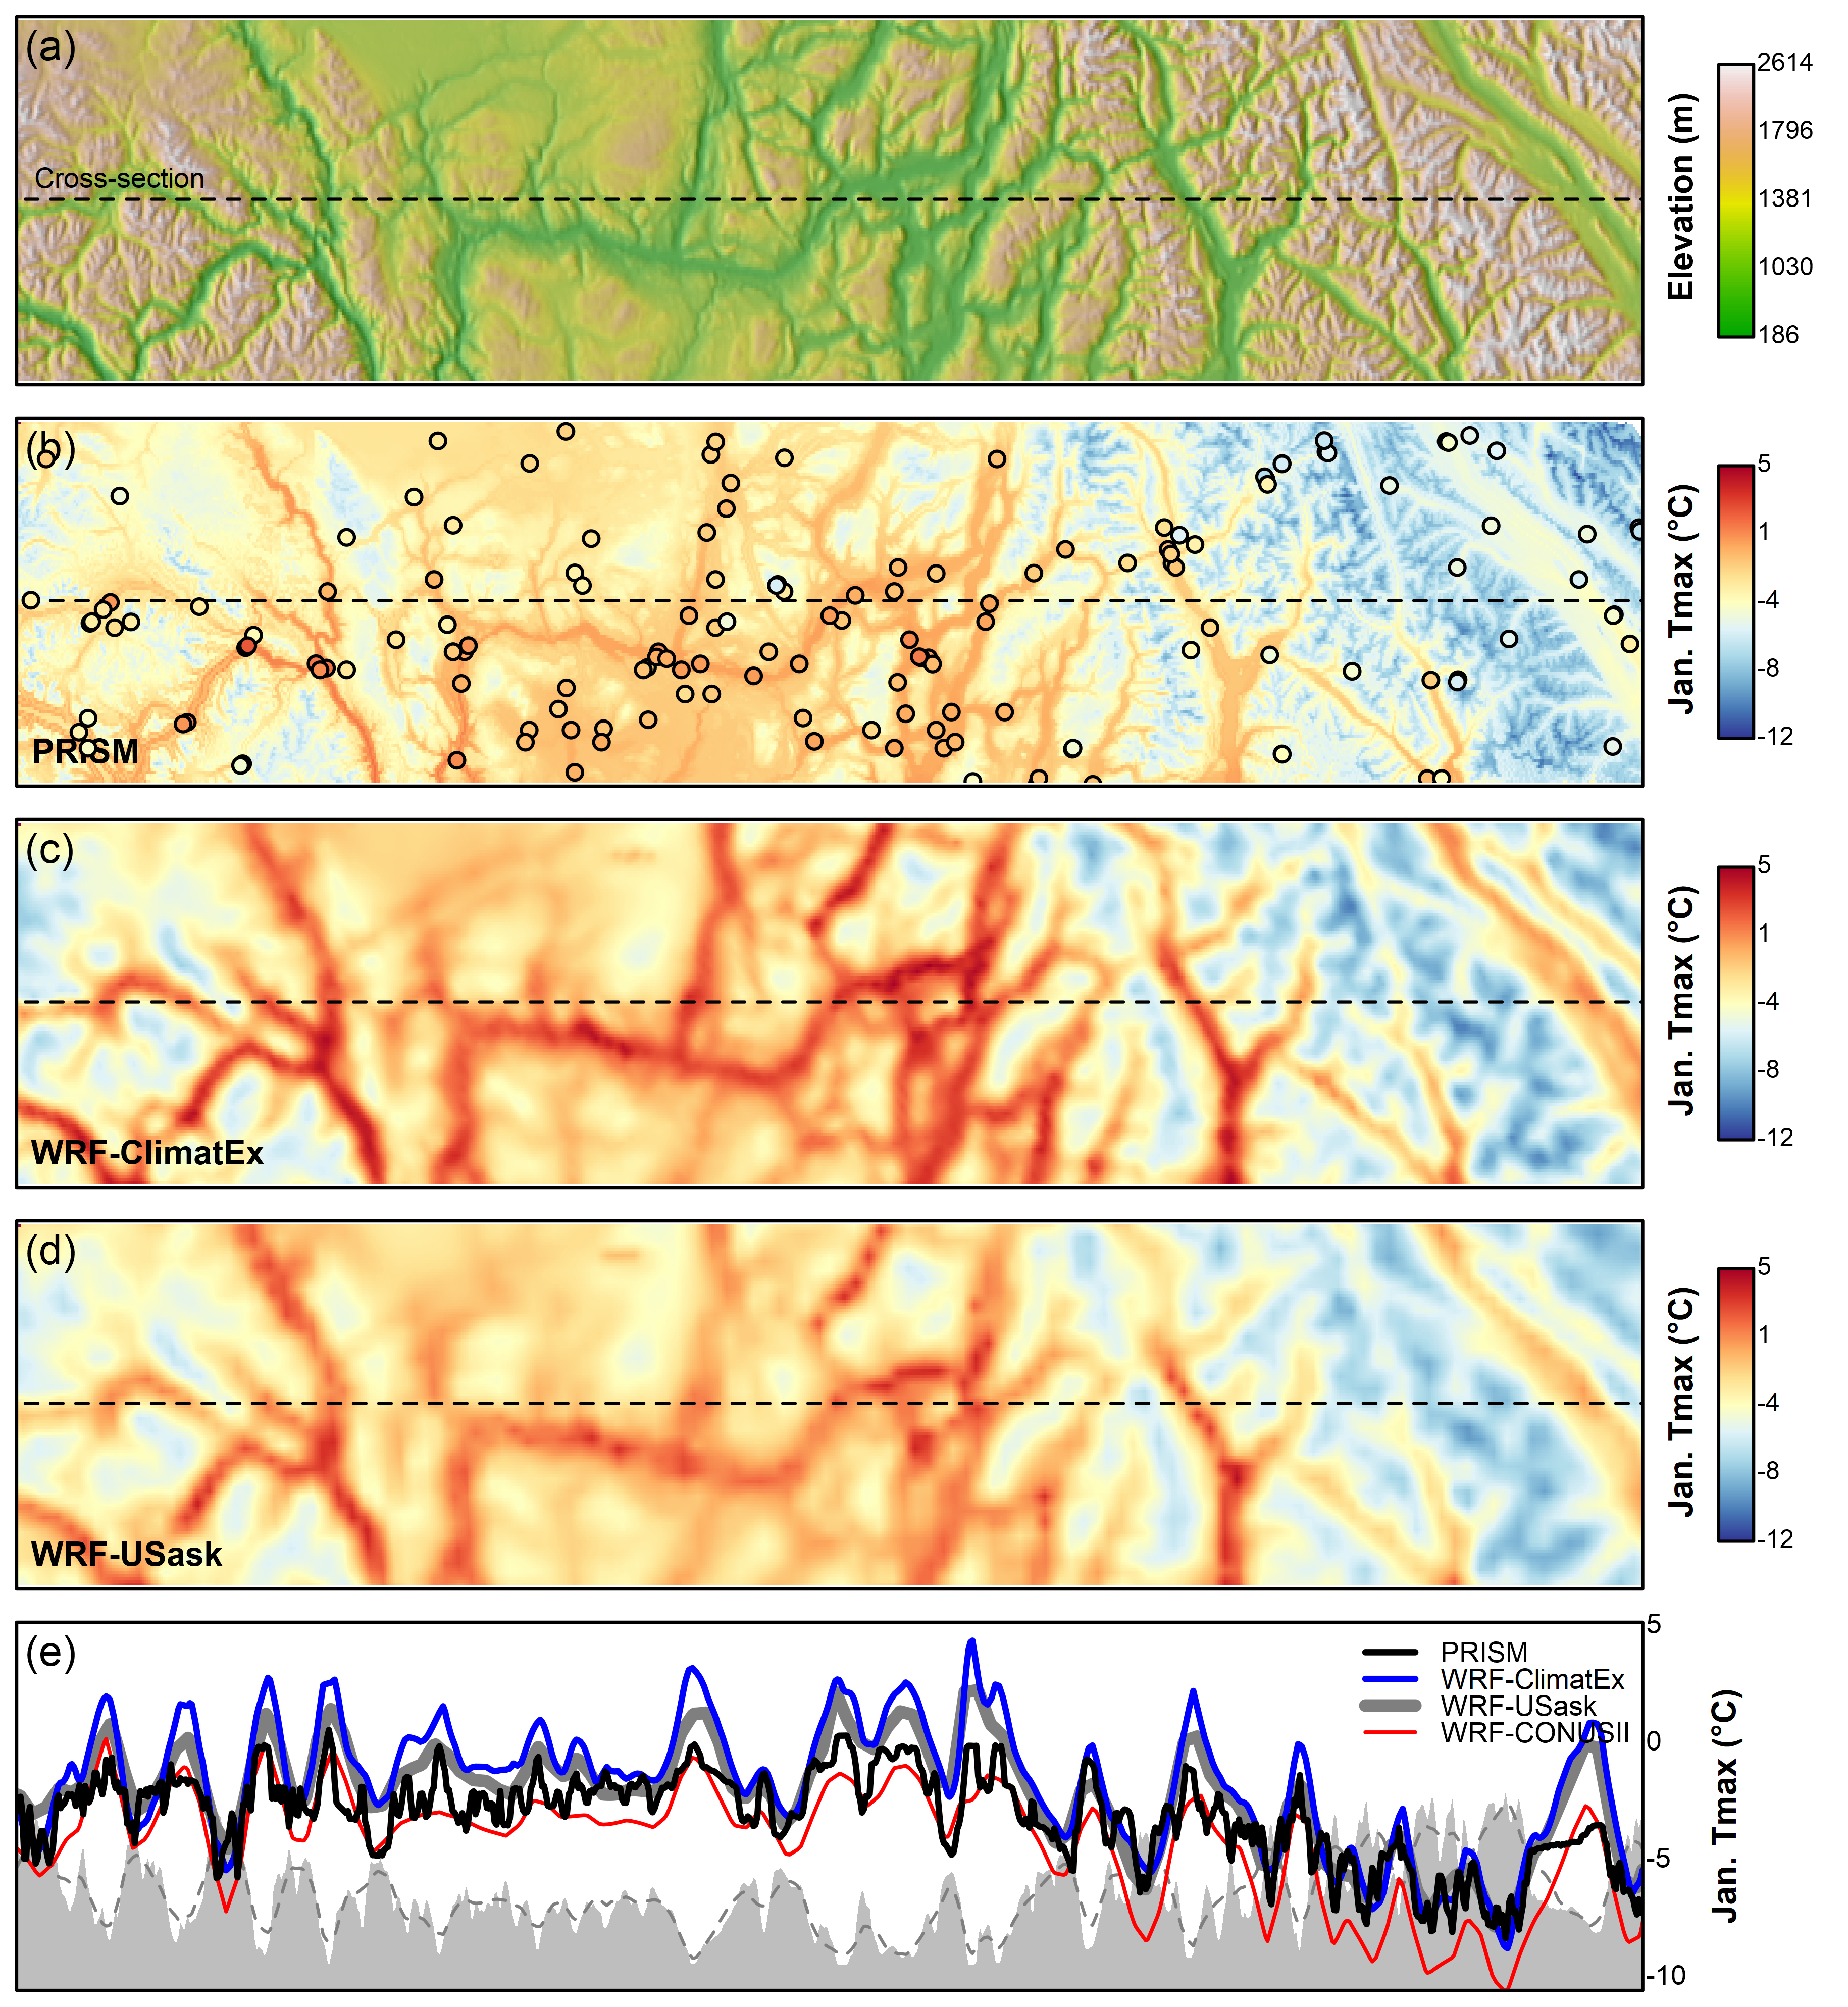 (a)
Cross-section
2614
1796
1381
1030
186
Elevation (m)
(b)
PRISM
5
1
-4
-8
-12
Jan. Tmax (°C)
(c)
WRF-ClimatEx
5
1
-4
-8
-12
Jan. Tmax (°C)
(d)
WRF-USask
5
1
-4
-8
-12
Jan. Tmax (°C)
(e)
PRISM
WRF-ClimatEx
WRF-USask
WRF-CONUSII
5
0
-5
-10
Jan. Tmax (°C)